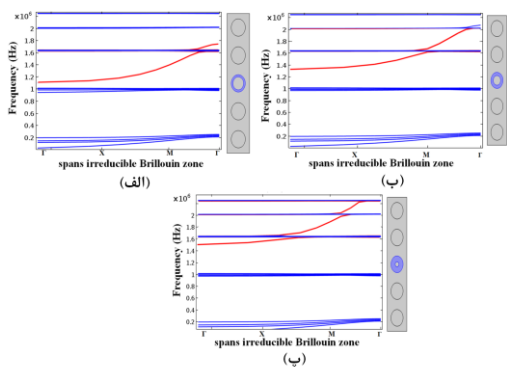 ×10⁶
2
1.8
1.6
1.4
1.2
1
0.8
0.6
0.4
0.2
Frequency (Hz)
Γ X M Γ
spans irreducible Brillouin zone
(الف)
×10⁶
2
1.8
1.6
1.4
1.2
1
0.8
0.6
0.4
0.2
Frequency (Hz)
Γ X M Γ
spans irreducible Brillouin zone
(ب)
×10⁶
2
1.8
1.6
1.4
1.2
1
0.8
0.6
0.4
0.2
Frequency (Hz)
Γ X M Γ
spans irreducible Brillouin zone
(پ)